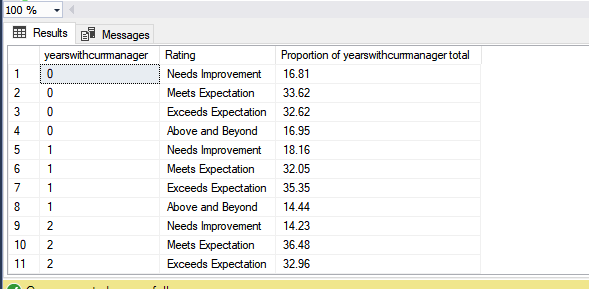 100 %
Results Messages
yearswithcurrmanager Rating Proportion of yearswithcurrmanager total
1 0 Needs Improvement 16.81
2 0 Meets Expectation 33.62
3 0 Exceeds Expectation 32.62
4 0 Above and Beyond 16.95
5 1 Needs Improvement 18.16
6 1 Meets Expectation 32.05
7 1 Exceeds Expectation 35.35
8 1 Above and Beyond 14.44
9 2 Needs Improvement 14.23
10 2 Meets Expectation 36.48
11 2 Exceeds Expectation 32.96